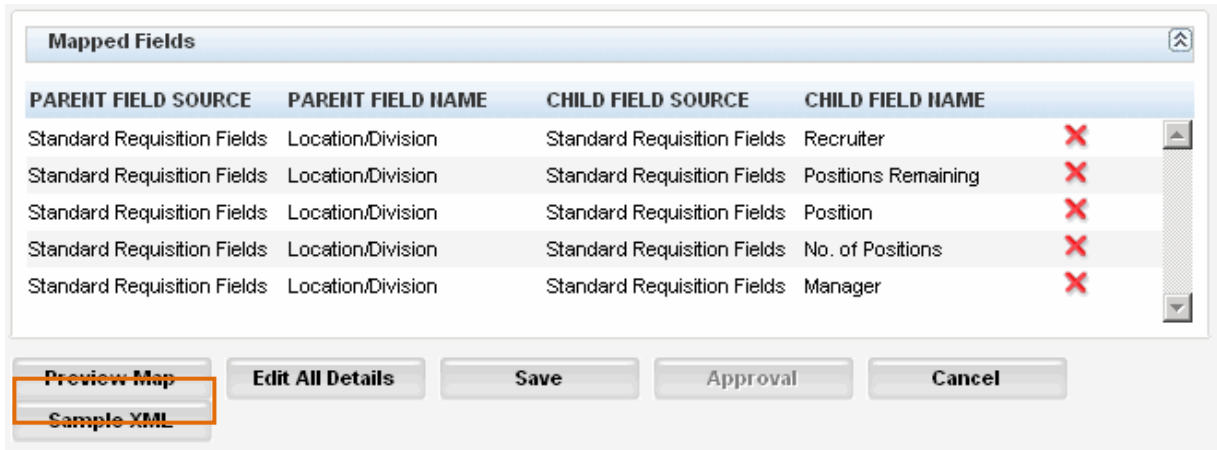 Mapped Fields
PARENT FIELD SOURCE PARENT FIELD NAME CHILD FIELD SOURCE CHILD FIELD NAME
Standard Requisition Fields Location/Division Standard Requisition Fields Recruiter
Standard Requisition Fields Location/Division Standard Requisition Fields Positions Remaining
Standard Requisition Fields Location/Division Standard Requisition Fields Position
Standard Requisition Fields Location/Division Standard Requisition Fields No. of Positions
Standard Requisition Fields Location/Division Standard Requisition Fields Manager
Preview Map Edit All Details Save Approval Cancel
Sample XML